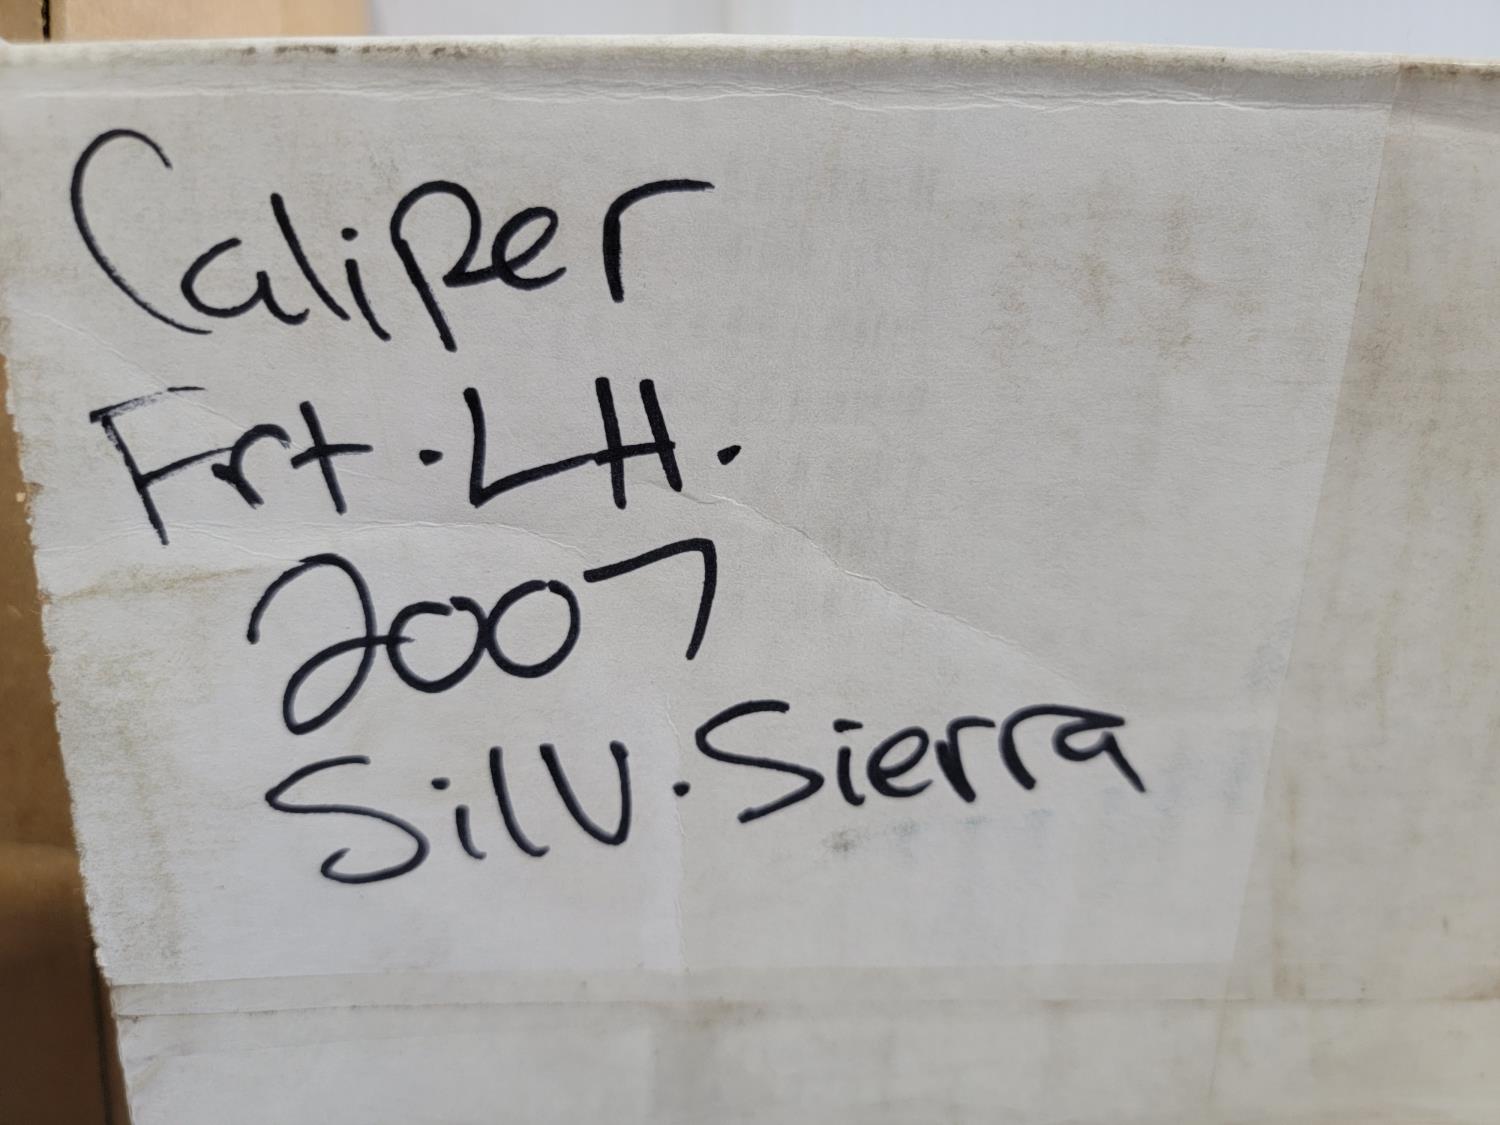 Caliper
Frt. LH.
2007
Silv. Sierra